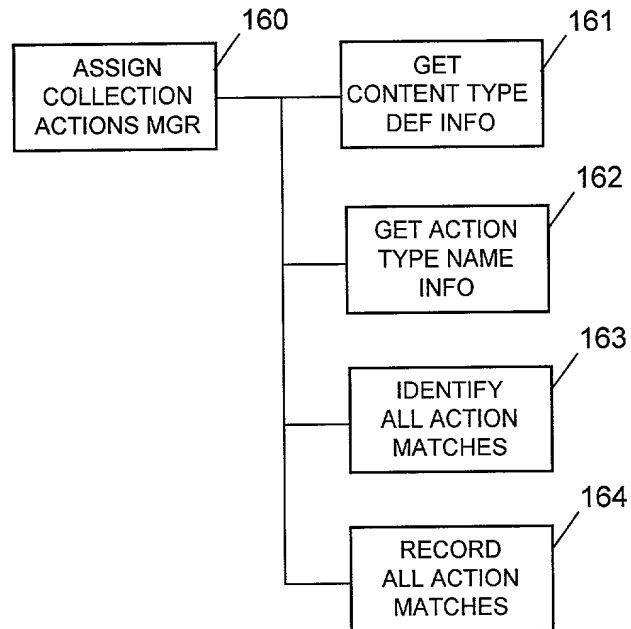 160
ASSIGN
COLLECTION
ACTIONS MGR
161
GET
CONTENT TYPE
DEF INFO
162
GET ACTION
TYPE NAME
INFO
163
IDENTIFY
ALL ACTION
MATCHES
164
RECORD
ALL ACTION
MATCHES